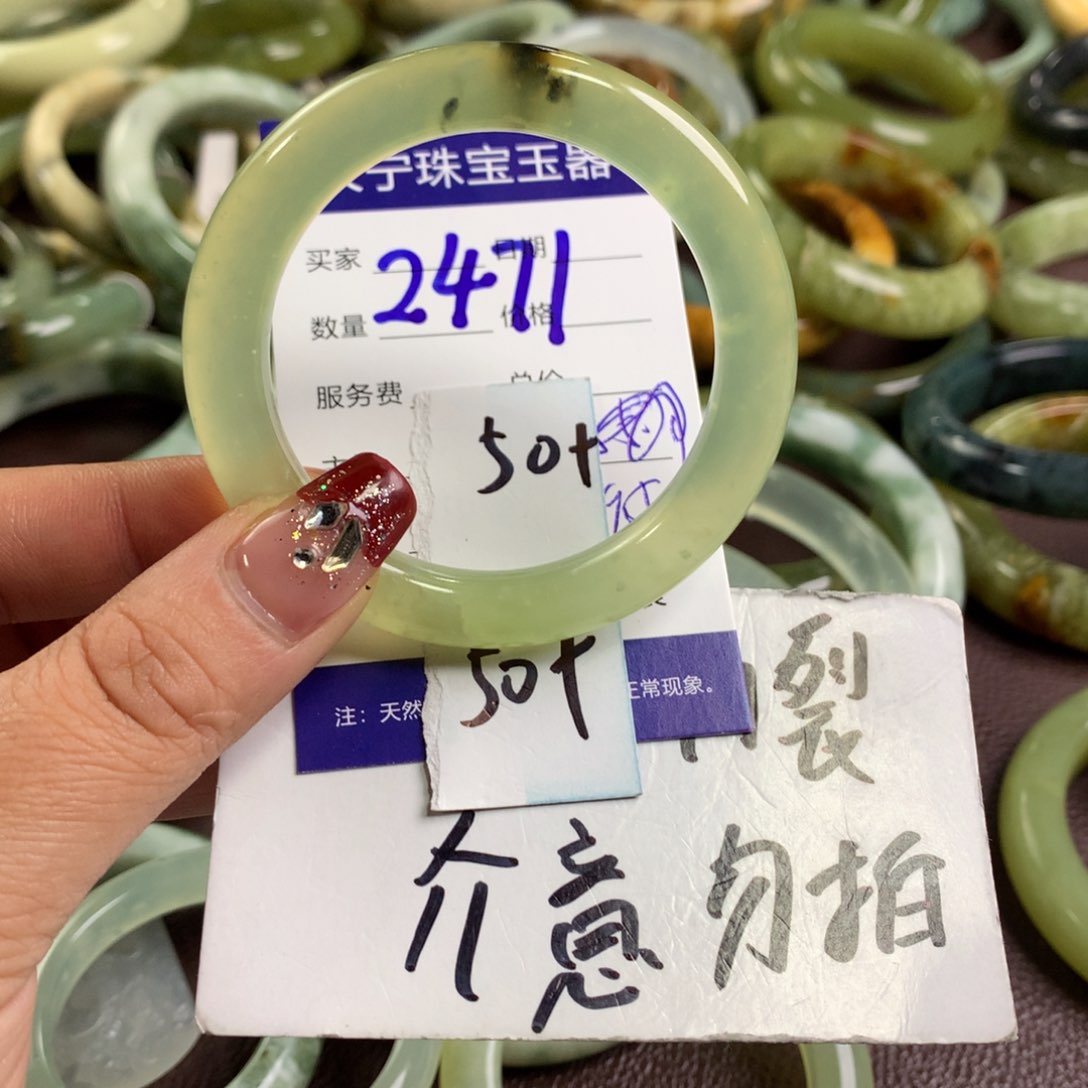 宁珠宝玉器
买家 2471 日期
数量 价格
服务费 总价
50+
50+
注：天然 正常现象。
内裂
介意勿拍